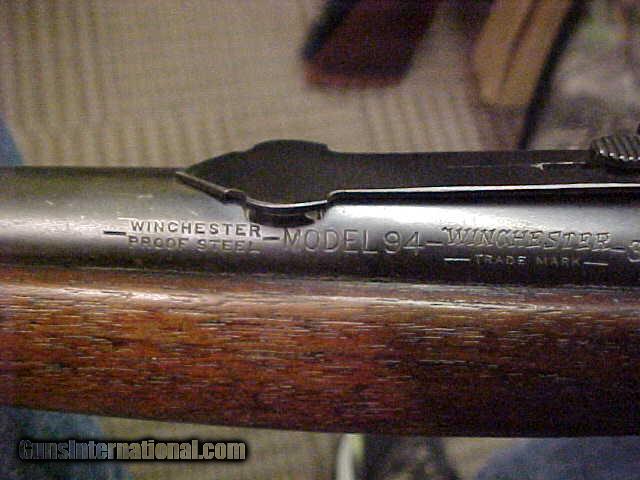 WINCHESTER
PROOF STEEL
-MODEL 94-
WINCHESTER
TRADE MARK
GunsInternational.com